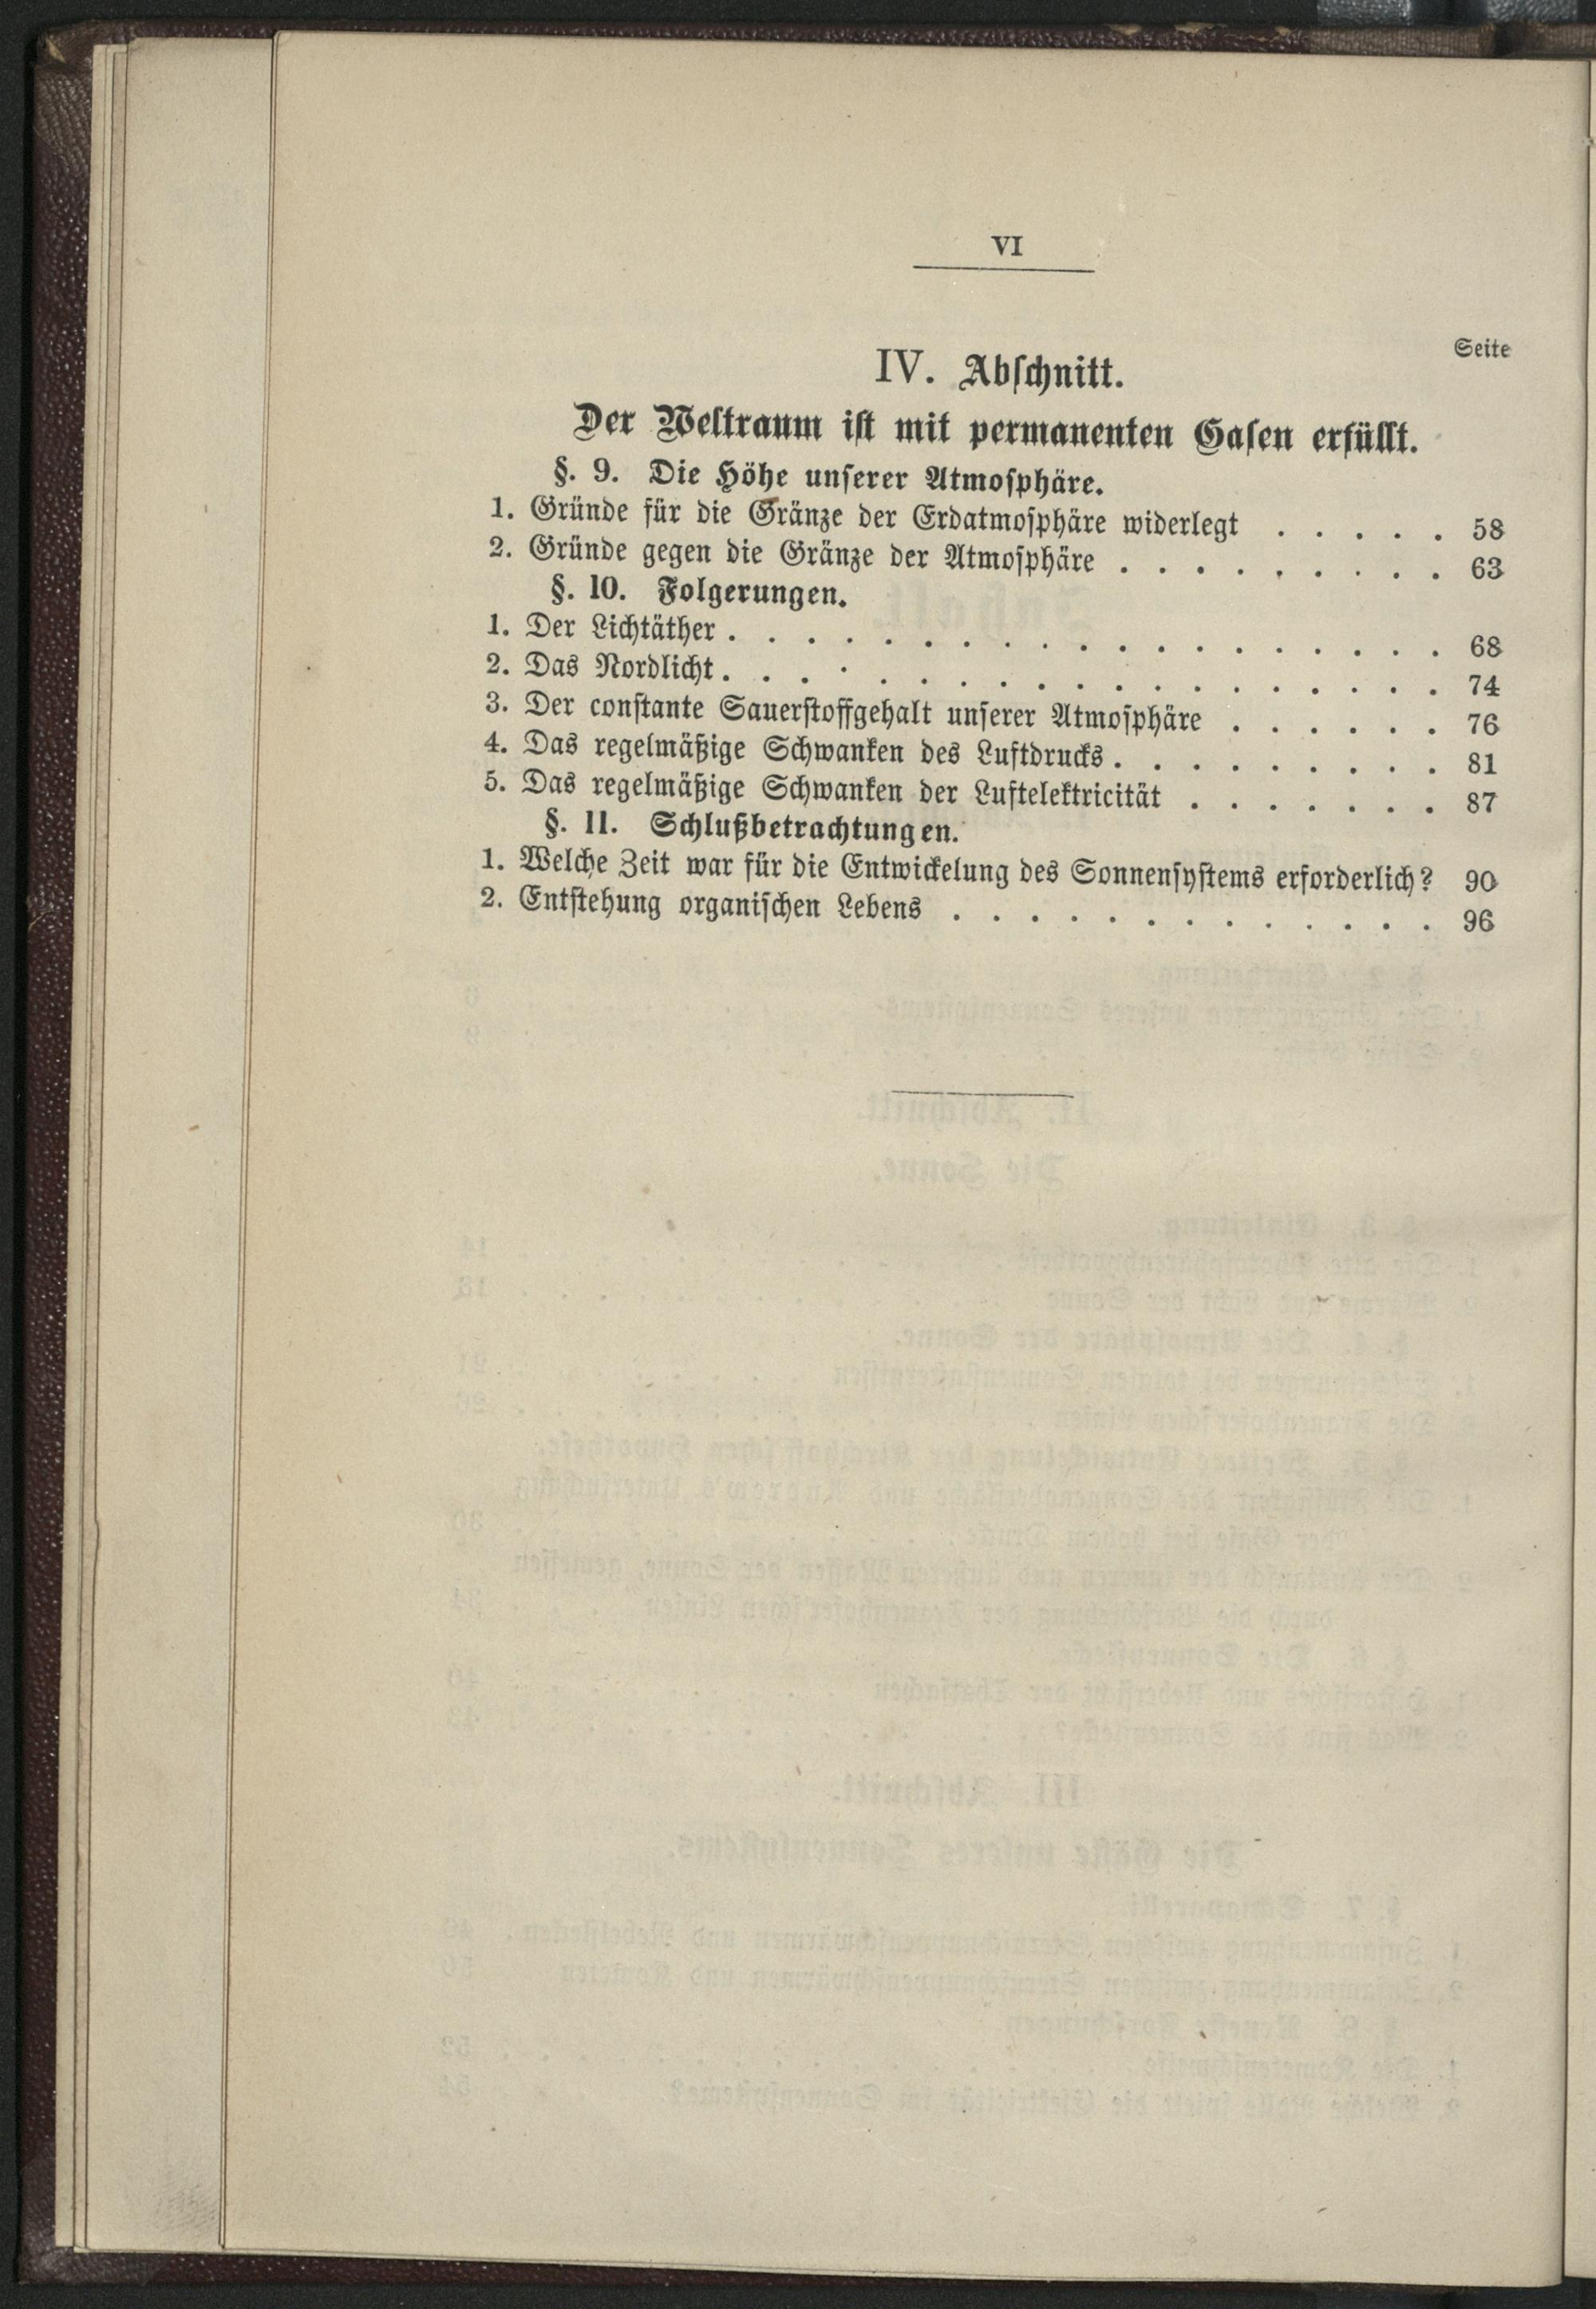 VI
Seite
IV. Abſchnitt.
Der Weltraum iſt mit permanenten Gaſen erfüllt.
§. 9. Die Höhe unſerer Atmoſphäre.
1. Gründe für die Gränze der Erdatmoſphäre widerlegt . . . . . 58
2. Gründe gegen die Gränze der Atmoſphäre . . . . . . . . . 63
§. 10. Folgerungen.
1. Der Lichtäther . . . . . . . . . . . . . . . . . . . 68
2. Das Nordlicht . . . . . . . . . . . . . . . . . . . 74
3. Der conſtante Sauerſtoffgehalt unſerer Atmoſphäre . . . . . . 76
4. Das regelmäßige Schwanken des Luftdrucks . . . . . . . . . 81
5. Das regelmäßige Schwanken der Luftelektricität . . . . . . . 87
§. 11. Schlußbetrachtungen.
1. Welche Zeit war für die Entwickelung des Sonnenſyſtems erforderlich? 90
2. Entſtehung organiſchen Lebens . . . . . . . . . . . . . 96